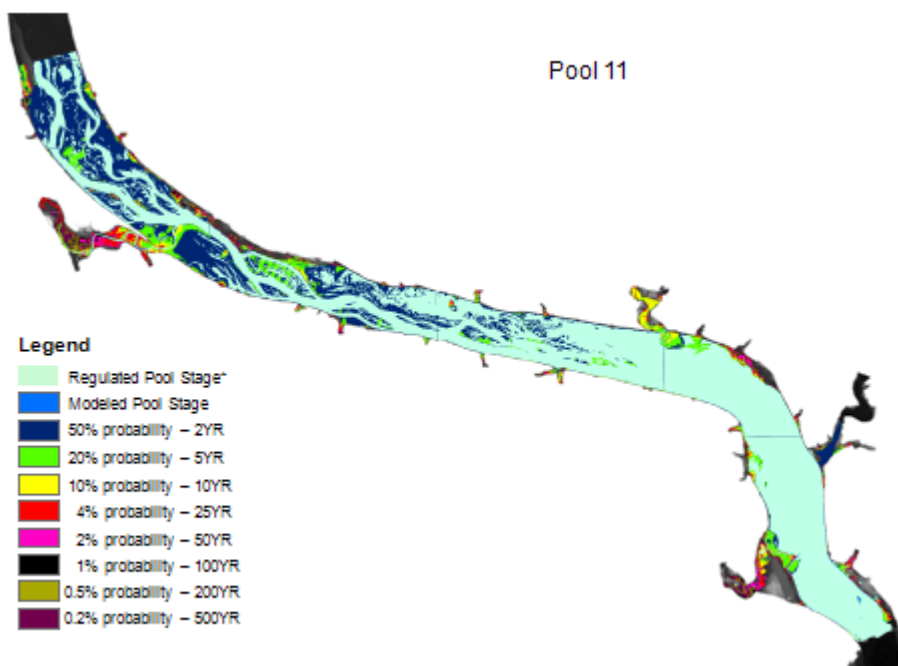 Pool 11
Legend
Regulated Pool Stage*
Modeled Pool Stage
50% probability – 2YR
20% probability – 5YR
10% probability – 10YR
4% probability – 25YR
2% probability – 50YR
1% probability – 100YR
0.5% probability – 200YR
0.2% probability – 500YR